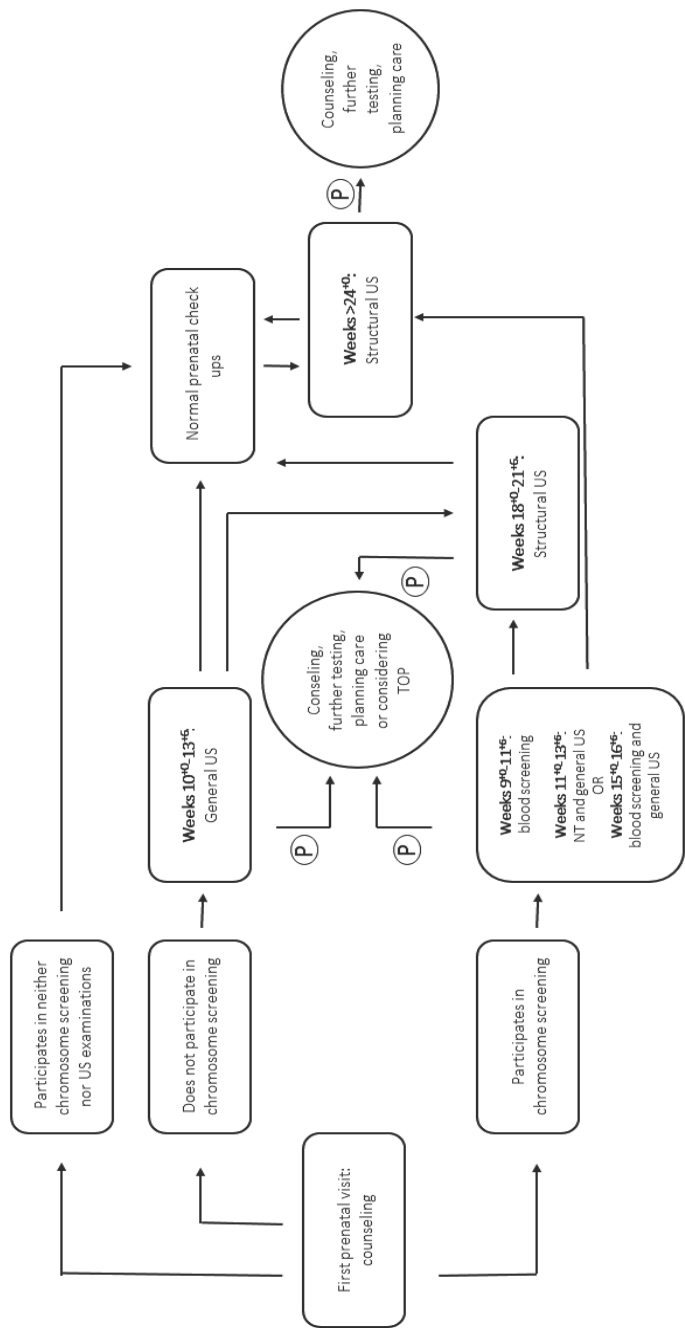 First prenatal visit:
counseling
Participates in neither
chromosome screening
nor US examinations
Does not participate in
chromosome screening
Participates in
chromosome screening
Weeks 10⁺⁰-13⁺⁶:
General US
Weeks 9⁺⁰-11⁺⁶:
blood screening
Weeks 11⁺⁰-13⁺⁶:
NT and general US
OR
Weeks 15⁺⁰-16⁺⁶:
blood screening and
general US
P
P
Conseling,
further testing,
planning care
or considering
TOP
P
Weeks 18⁺⁰-21⁺⁶:
Structural US
Normal prenatal check
ups
Weeks >24⁺⁰:
Structural US
P
Counseling,
further
testing,
planning care